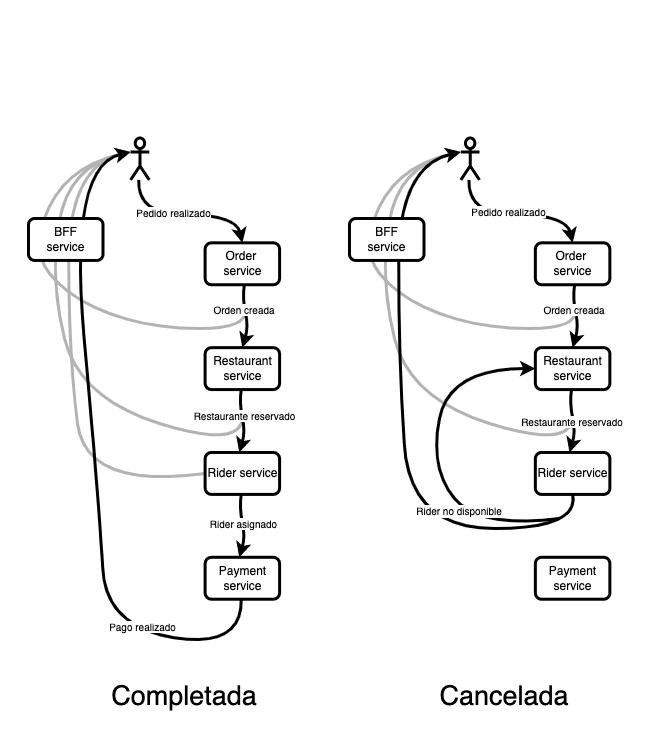 Pedido realizado
BFF
service
Order
service
Orden creada
Restaurant
service
Restaurante reservado
Rider service
Rider asignado
Payment
service
Pago realizado
Completada
Pedido realizado
BFF
service
Order
service
Orden creada
Restaurant
service
Restaurante reservado
Rider service
Rider no disponible
Payment
service
Cancelada